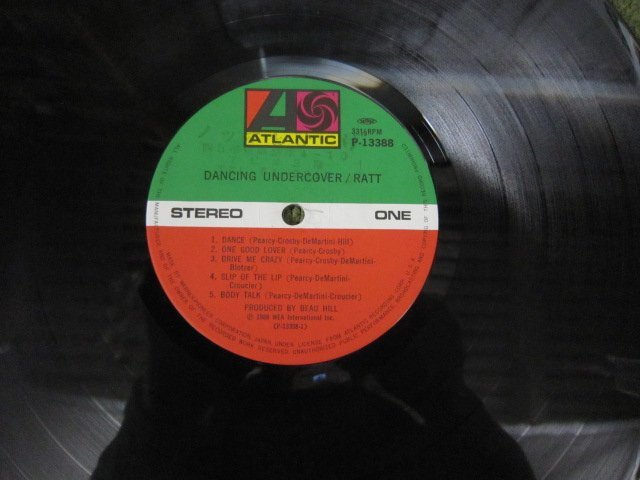 ATLANTIC
33⅓RPM
P-13388
DANCING UNDERCOVER / RATT
STEREO
ONE
1. DANCE (Pearcy-Crosby-DeMartini-Hill)
2. ONE GOOD LOVER (Pearcy-Crosby)
3. DRIVE ME CRAZY (Pearcy-Crosby-DeMartini-
Blotzer)
4. SLIP OF THE LIP (Pearcy-DeMartini-
Croucier)
5. BODY TALK (Pearcy-DeMartini-Croucier)
PRODUCED BY BEAU HILL
℗ 1986 WEA International Inc.
(P-13388-1)